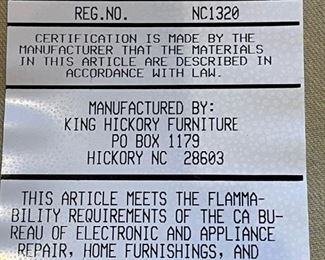 REG.NO. NC1320
CERTIFICATION IS MADE BY THE
MANUFACTURER THAT THE MATERIALS
IN THIS ARTICLE ARE DESCRIBED IN
ACCORDANCE WITH LAW.
MANUFACTURED BY:
KING HICKORY FURNITURE
PO BOX 1179
HICKORY NC 28603
THIS ARTICLE MEETS THE FLAMMA-
BILITY REQUIREMENTS OF THE CA BU-
REAU OF ELECTRONIC AND APPLIANCE
REPAIR, HOME FURNISHINGS, AND